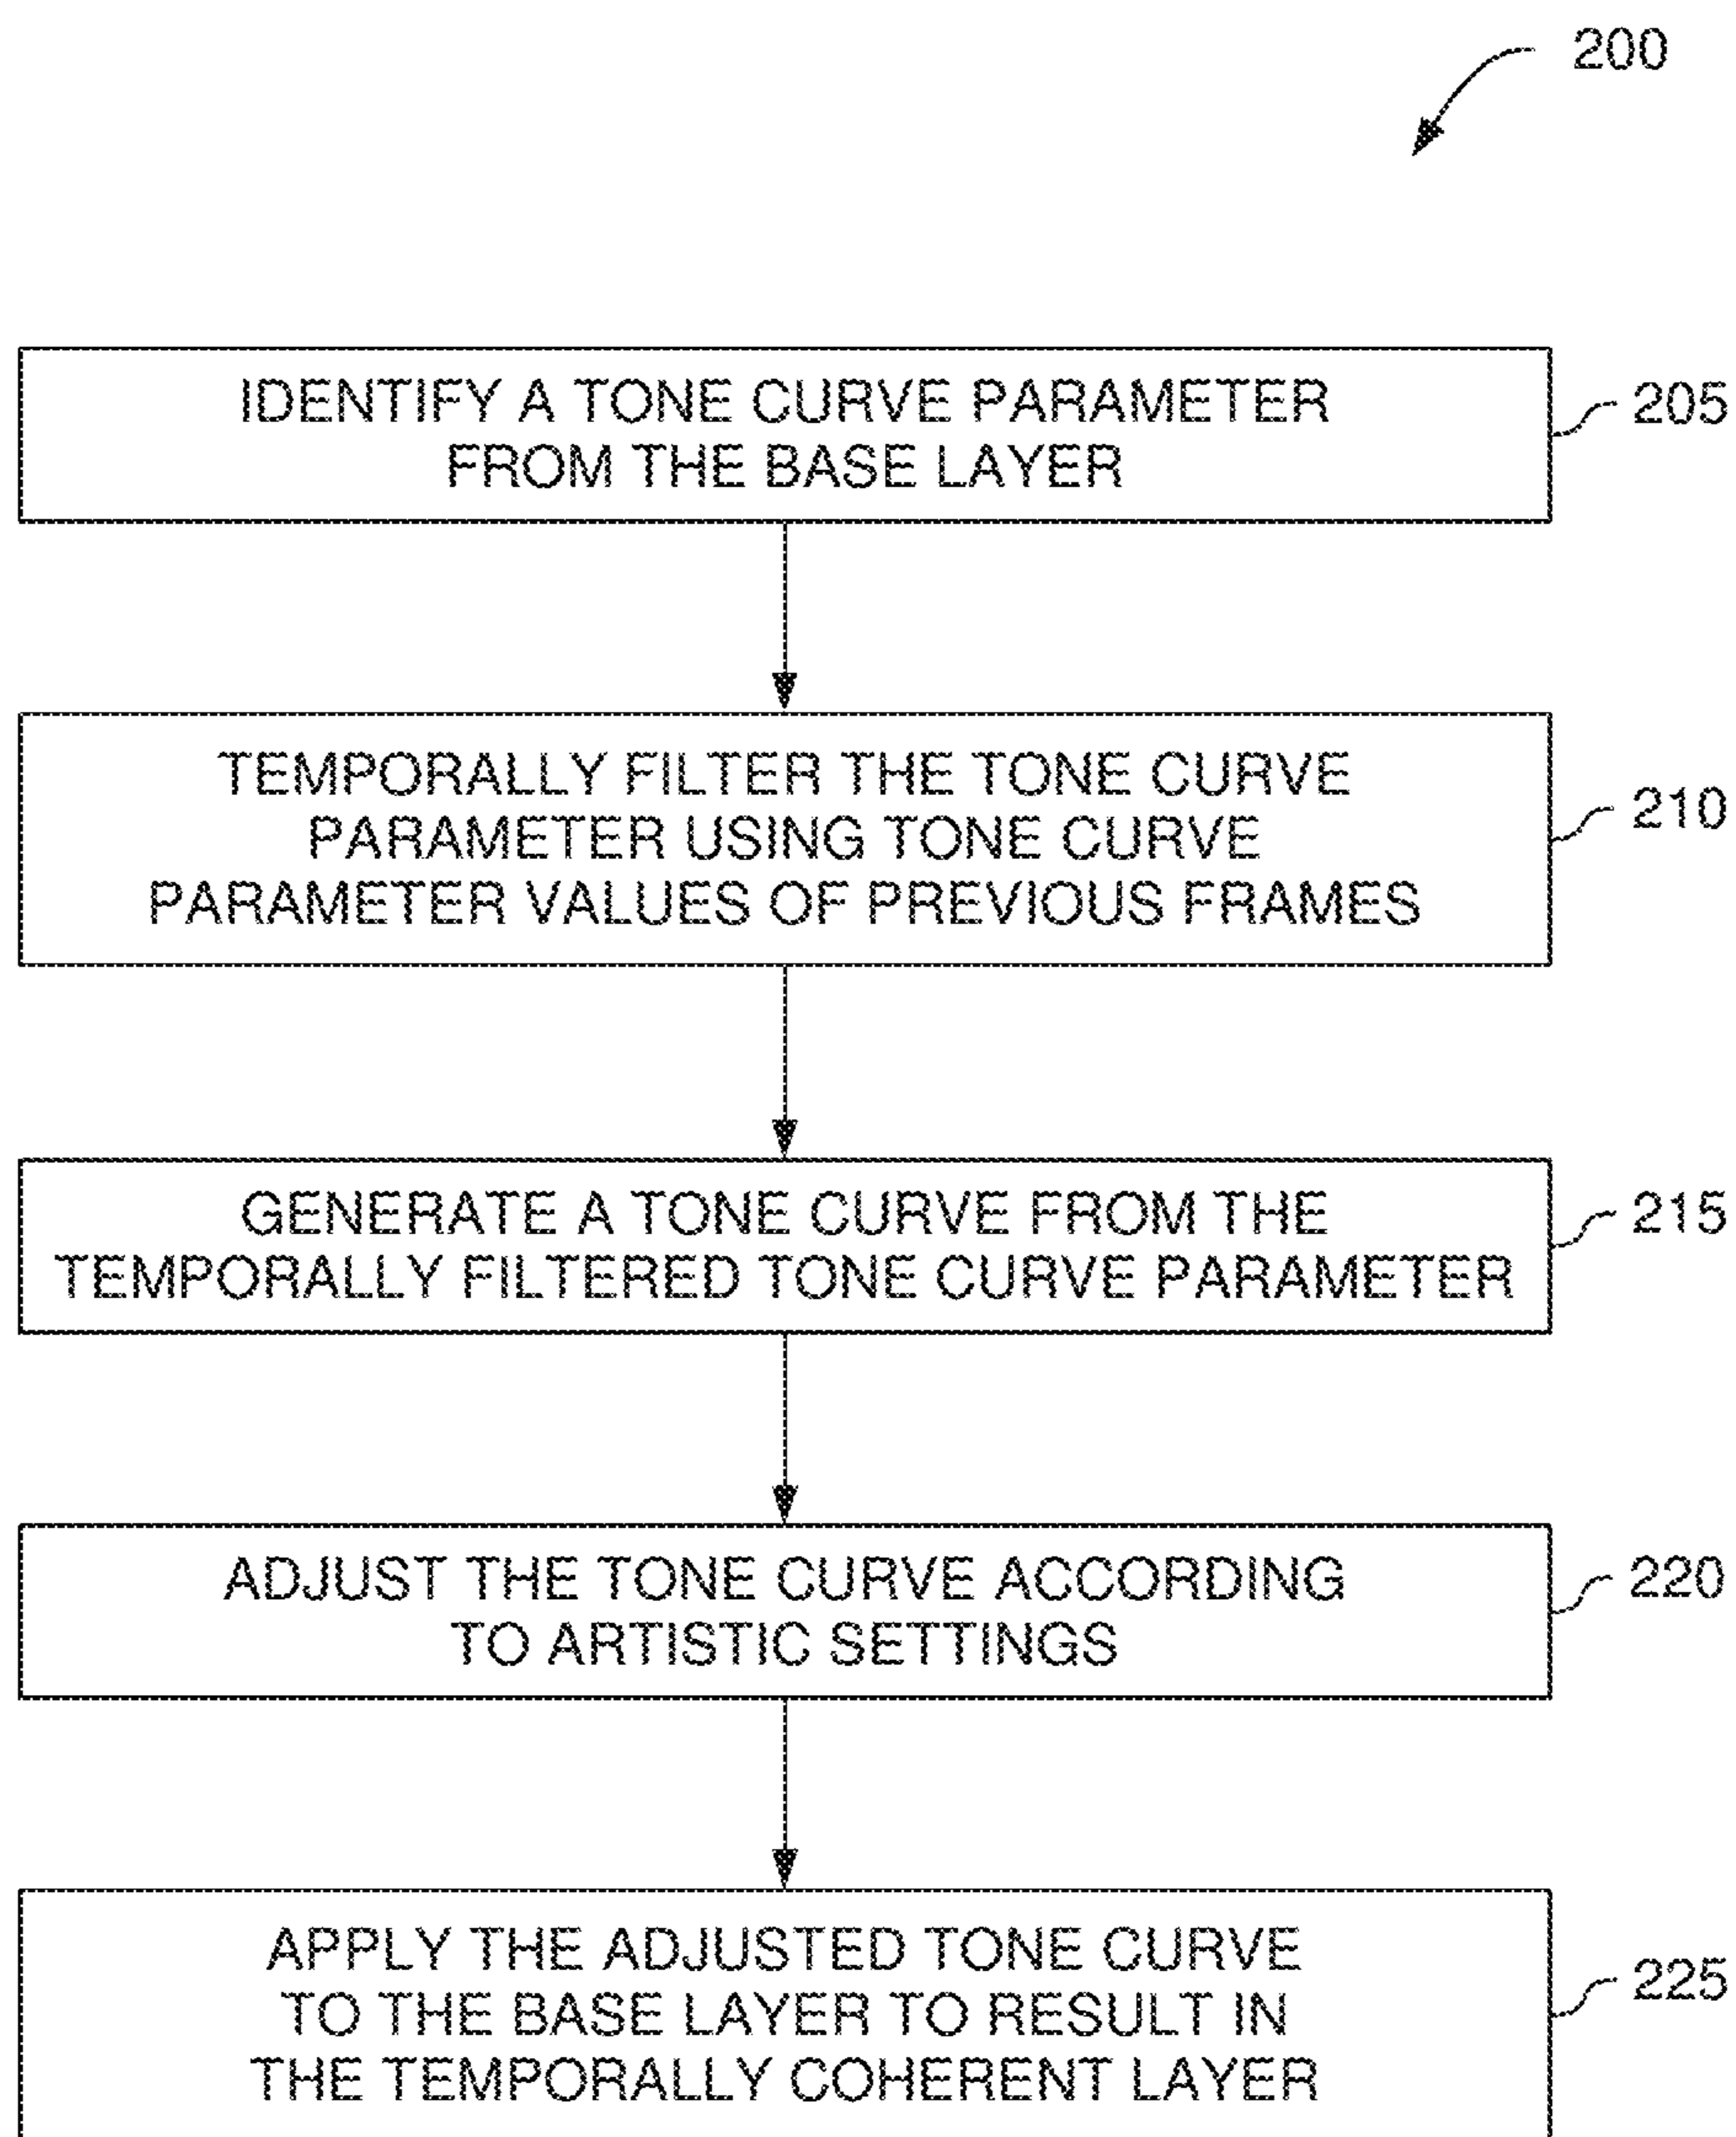 200
IDENTIFY A TONE CURVE PARAMETER
FROM THE BASE LAYER
205
TEMPORALLY FILTER THE TONE CURVE
PARAMETER USING TONE CURVE
PARAMETER VALUES OF PREVIOUS FRAMES
210
GENERATE A TONE CURVE FROM THE
TEMPORALLY FILTERED TONE CURVE PARAMETER
215
ADJUST THE TONE CURVE ACCORDING
TO ARTISTIC SETTINGS
220
APPLY THE ADJUSTED TONE CURVE
TO THE BASE LAYER TO RESULT IN
THE TEMPORALLY COHERENT LAYER
225